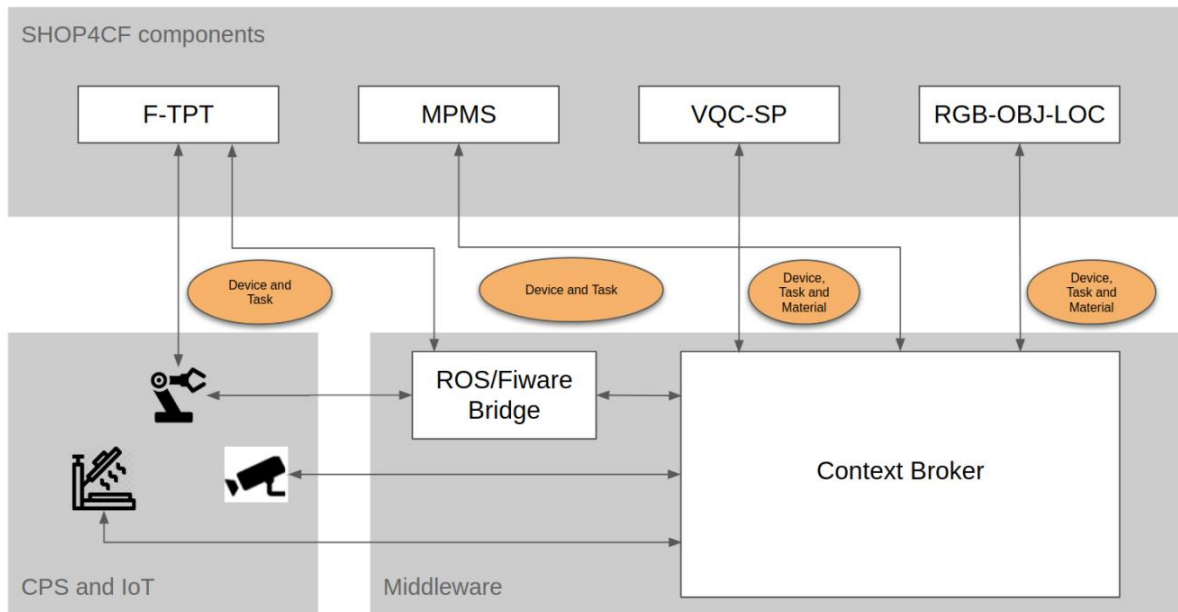 SHOP4CF components
F-TPT
MPMS
VQC-SP
RGB-OBJ-LOC
Device and
Task
Device and Task
Device,
Task and
Material
Device,
Task and
Material
ROS/Fiware
Bridge
Context Broker
CPS and IoT
Middleware